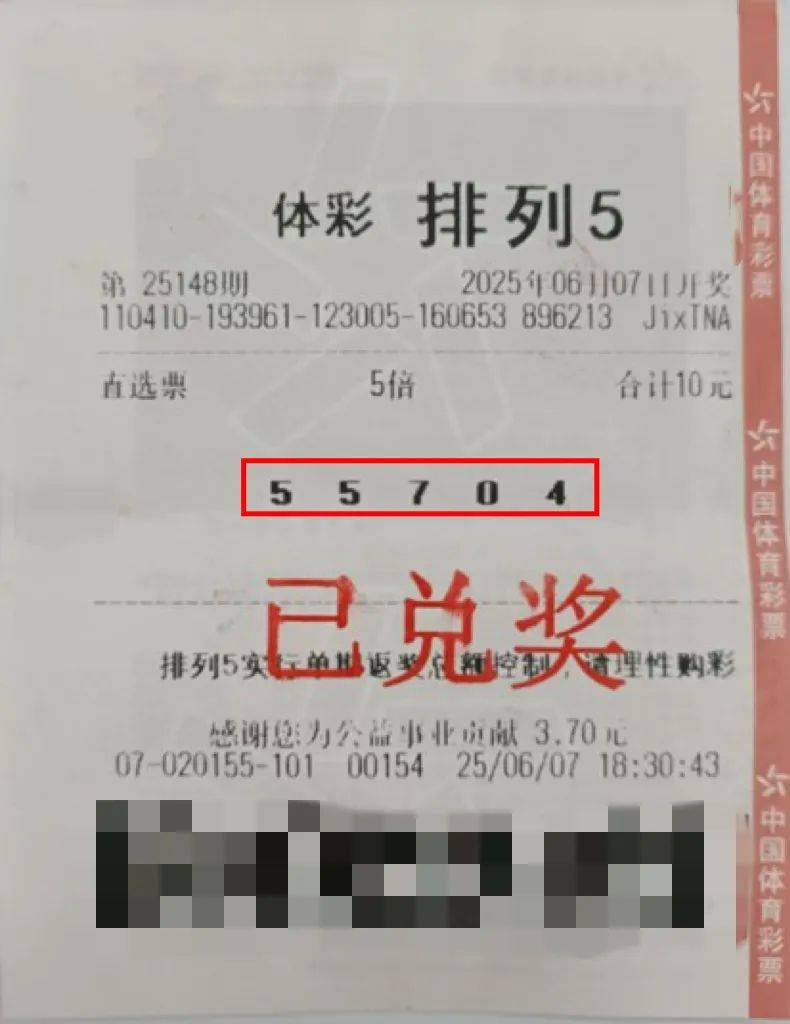 体彩 排列5
第 25148期 2025年06月07日开奖
110410-193961-123005-160653 896213 JixTNA
直选票 5倍 合计10元
5 5 7 0 4
已兑奖
排列5实行单期返奖总额控制，请理性购彩
感谢您为公益事业贡献 3.70元
07-020155-101 00154 25/06/07 18:30:43
中国体育彩票
中国体育彩票
中国体育彩票